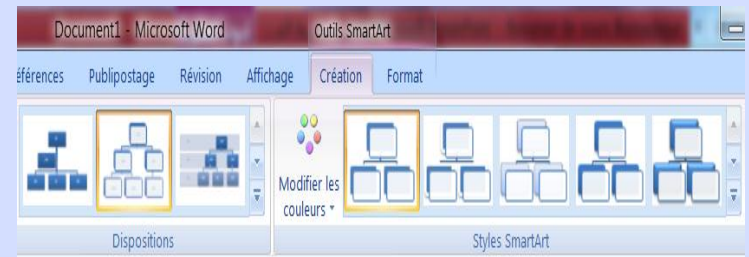 Document1 - Microsoft Word Outils SmartArt
éférences Publipostage Révision Affichage Création Format
Modifier les
couleurs
Dispositions Styles SmartArt